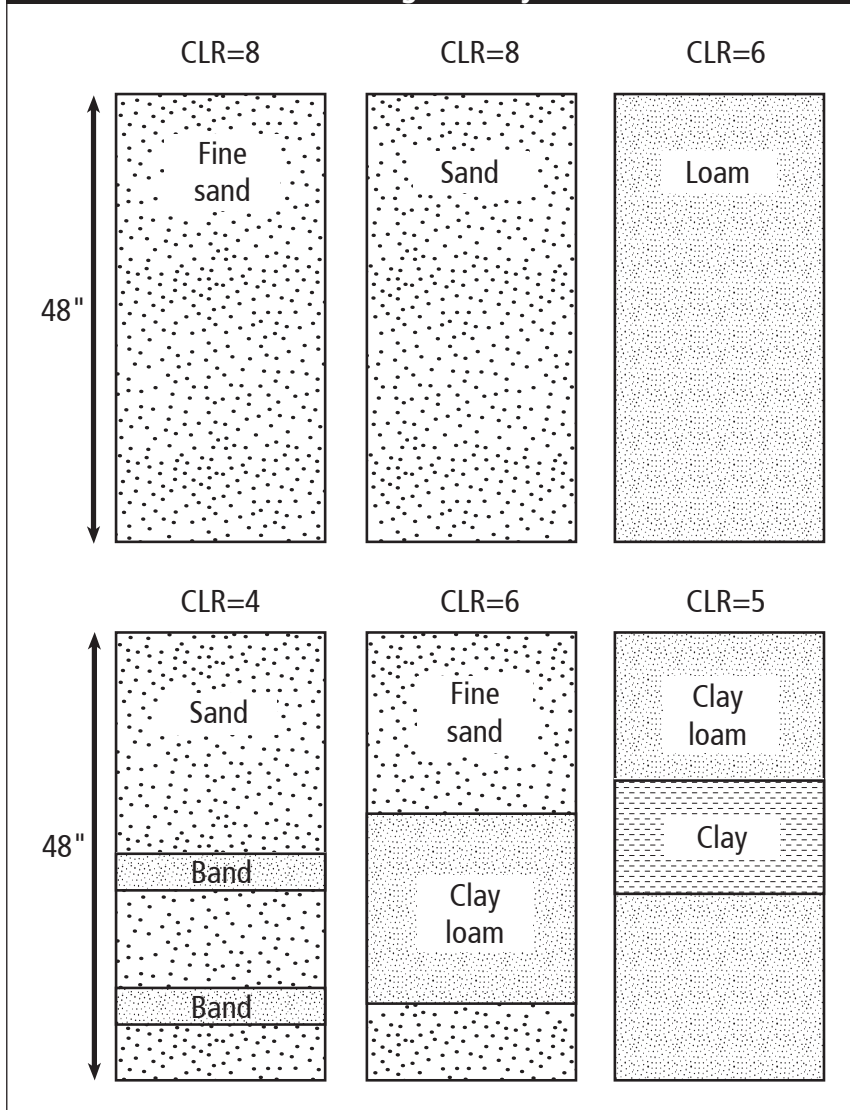 CLR=8
CLR=8
CLR=6
48"
Fine
sand
Sand
Loam
CLR=4
CLR=6
CLR=5
48"
Sand
Band
Band
Fine
sand
Clay
loam
Clay
loam
Clay